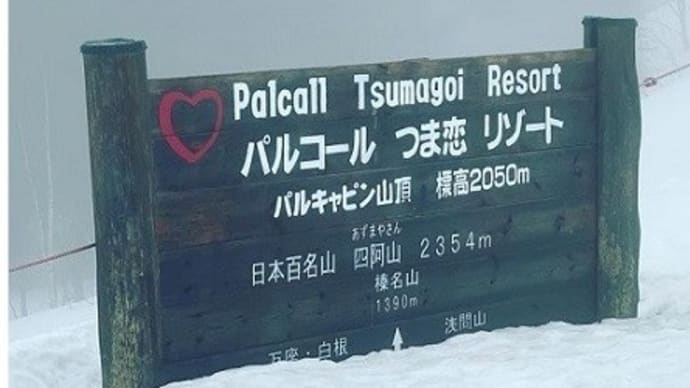 Palcall Tsumagoi Resort
パルコール つま恋 リゾート
パルキャビン山頂 標高2050m
あずまやさん
日本百名山 四阿山 2354m
榛名山
1390m
万座・白根 浅間山